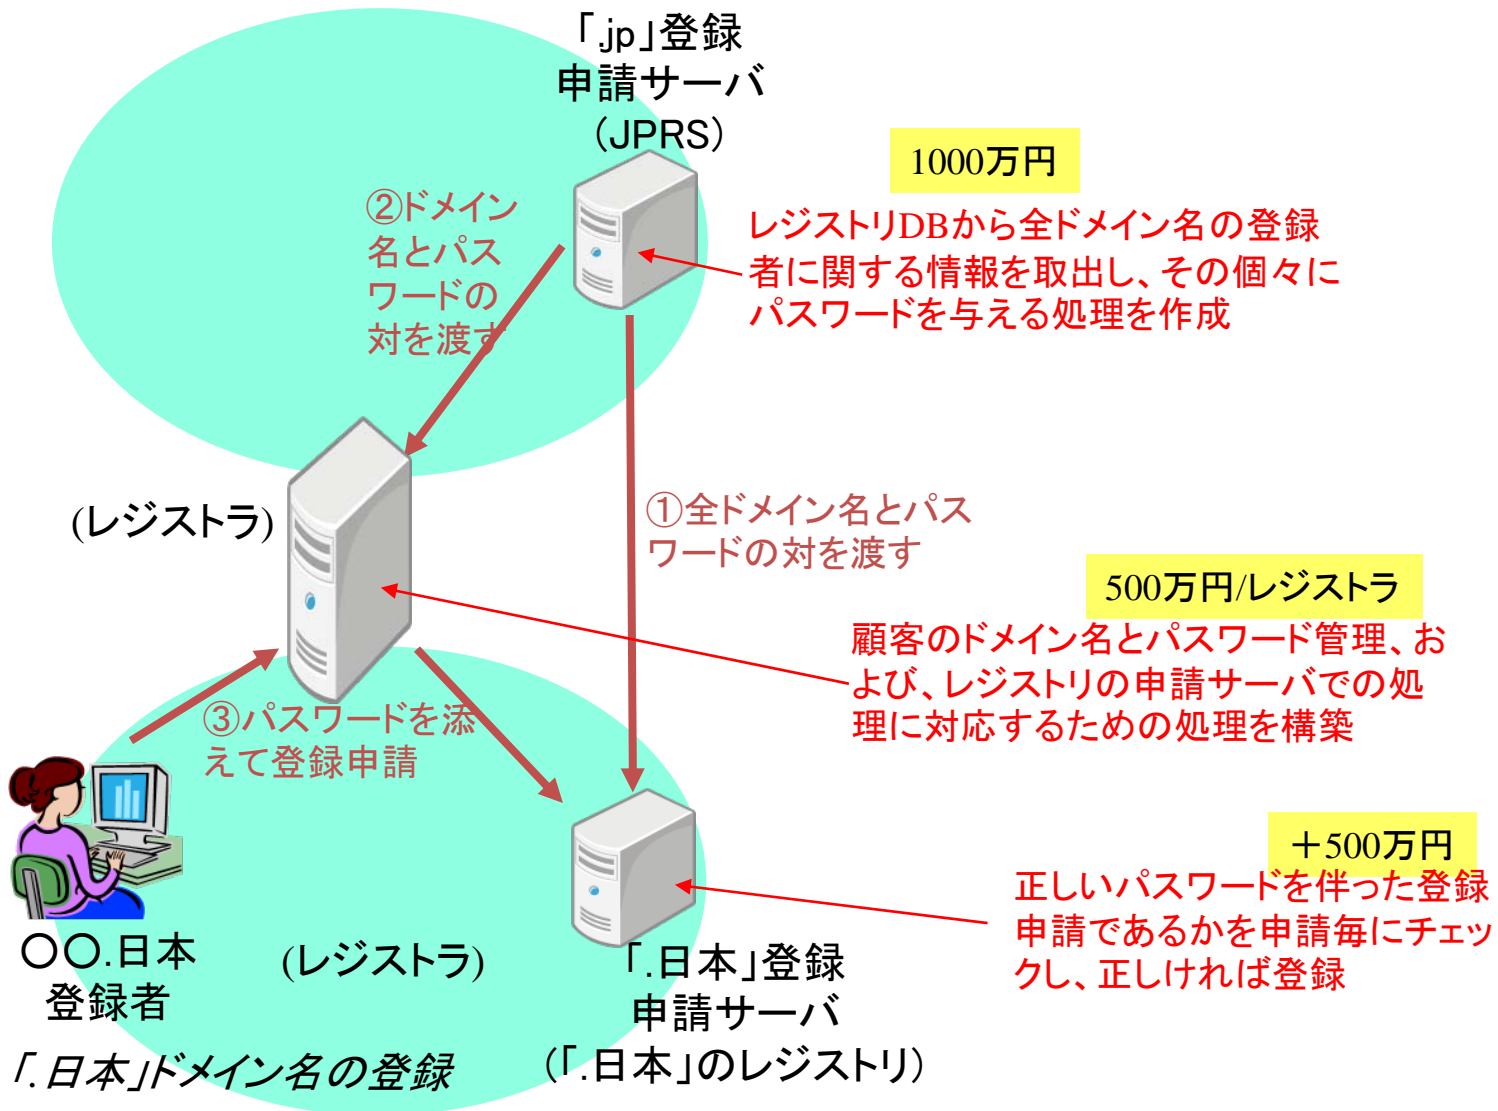 「.jp」登録
申請サーバ
(JPRS)
1000万円
②ドメイン
名とパス
ワードの
対を渡す
レジストリDBから全ドメイン名の登録
者に関する情報を取出し、その個々に
パスワードを与える処理を作成
(レジストラ)
①全ドメイン名とパス
ワードの対を渡す
500万円/レジストラ
顧客のドメイン名とパスワード管理、お
よび、レジストリの申請サーバでの処
理に対応するための処理を構築
③パスワードを添
えて登録申請
＋500万円
正しいパスワードを伴った登録
申請であるかを申請毎にチェッ
クし、正しければ登録
〇〇.日本
登録者
(レジストラ)
「.日本」登録
申請サーバ
(「.日本」のレジストリ)
「.日本」ドメイン名の登録